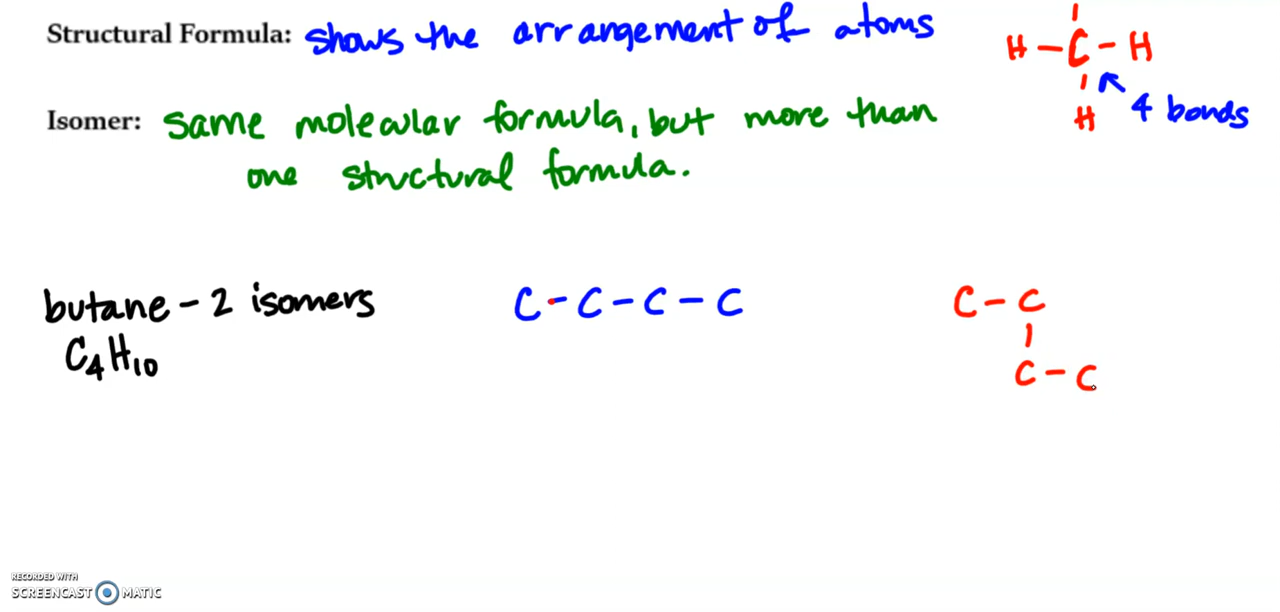 Structural Formula: shows the arrangement of atoms
H - C - H
H
4 bonds
Isomer: same molecular formula, but more than
one structural formula.
butane - 2 isomers
C - C - C - C
C - C
C - C
C₄H₁₀
RECORDED WITH
SCREENCAST MATIC